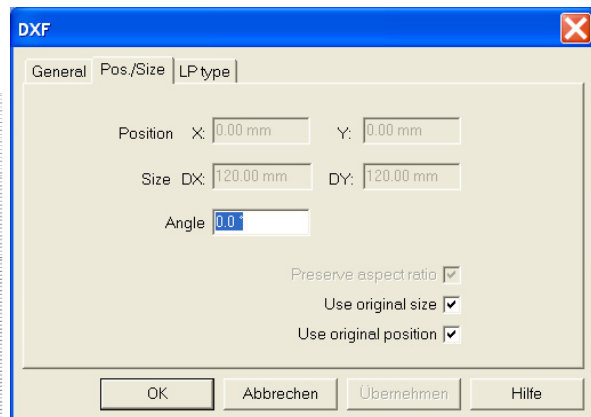 DXF
General Pos./Size LP type
Position X: 0.00 mm Y: 0.00 mm
Size DX: 120.00 mm DY: 120.00 mm
Angle 0.0 °
Preserve aspect ratio
Use original size
Use original position
OK Abbrechen Übernehmen Hilfe